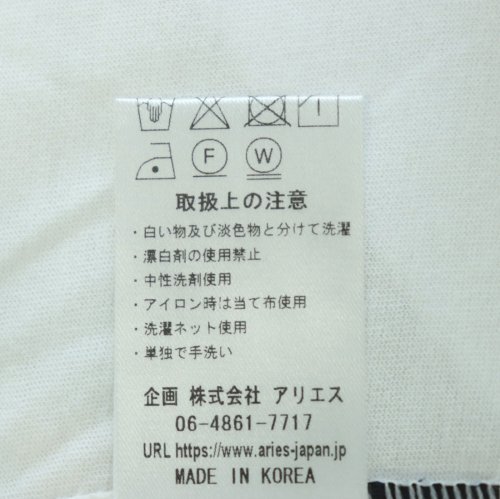 F W
取扱上の注意
・白い物及び淡色物と分けて洗濯
・漂白剤の使用禁止
・中性洗剤使用
・アイロン時は当て布使用
・洗濯ネット使用
・単独で手洗い
企画 株式会社 アリエス
06-4861-7717
URL https://www.aries-japan.jp
MADE IN KOREA